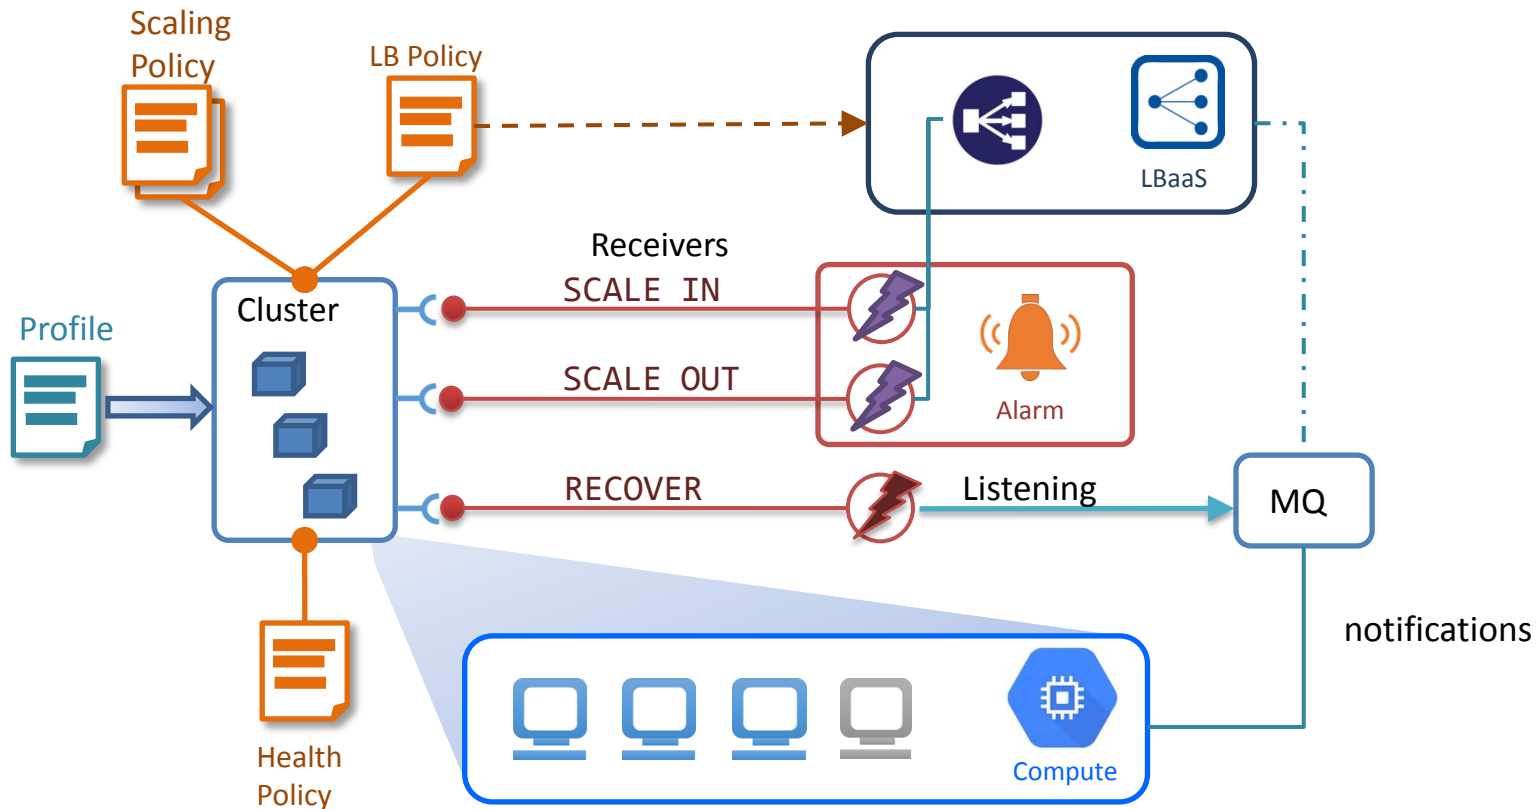 Scaling
Policy
LB Policy
LBaaS
Receivers
SCALE IN
Cluster
Profile
SCALE OUT
Alarm
RECOVER
Listening
MQ
notifications
Health
Policy
Compute